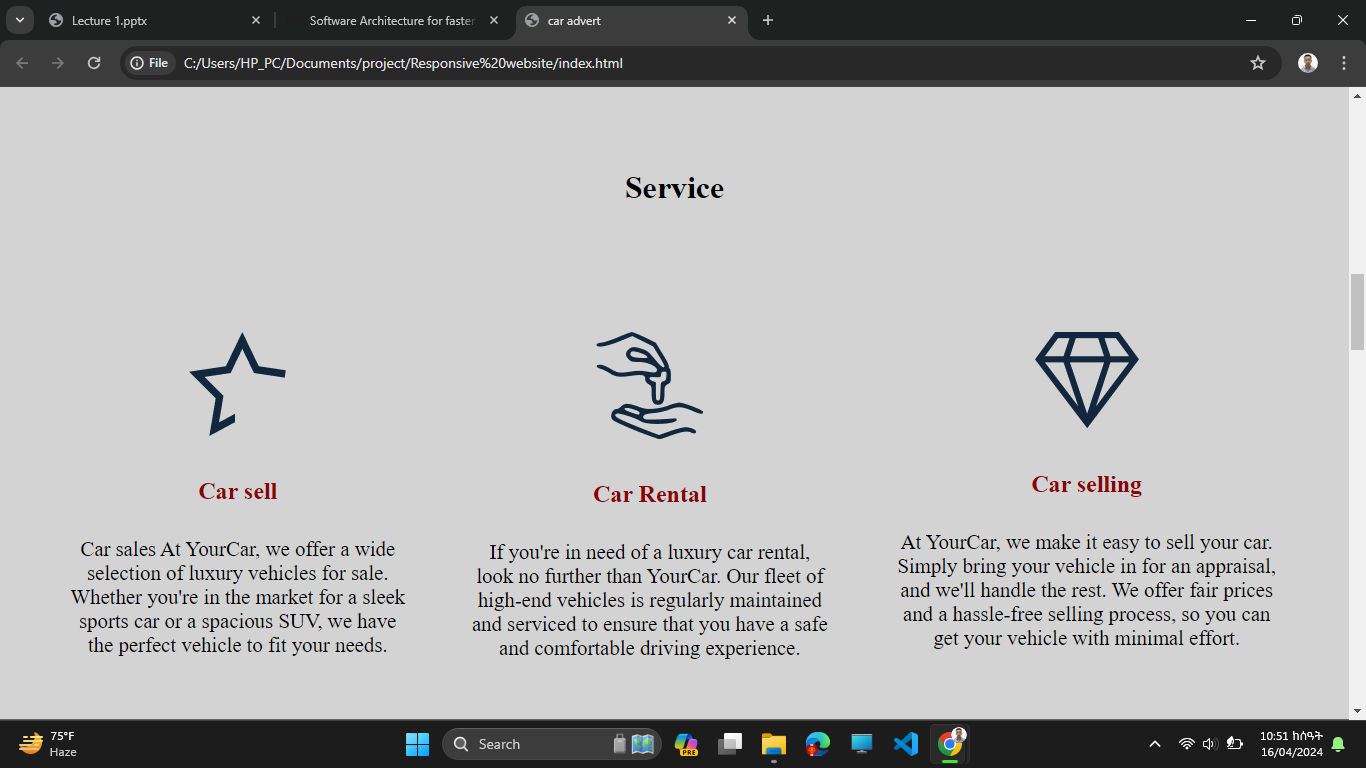 Lecture 1.pptx
Software Architecture for faster
car advert
File
C:/Users/HP_PC/Documents/project/Responsive%20website/index.html
Service
Car sell
Car sales At YourCar, we offer a wide
selection of luxury vehicles for sale.
Whether you're in the market for a sleek
sports car or a spacious SUV, we have
the perfect vehicle to fit your needs.
Car Rental
If you're in need of a luxury car rental,
look no further than YourCar. Our fleet of
high-end vehicles is regularly maintained
and serviced to ensure that you have a safe
and comfortable driving experience.
Car selling
At YourCar, we make it easy to sell your car.
Simply bring your vehicle in for an appraisal,
and we'll handle the rest. We offer fair prices
and a hassle-free selling process, so you can
get your vehicle with minimal effort.
75°F
Haze
Search
PRE
10:51 ከሰዓት
16/04/2024